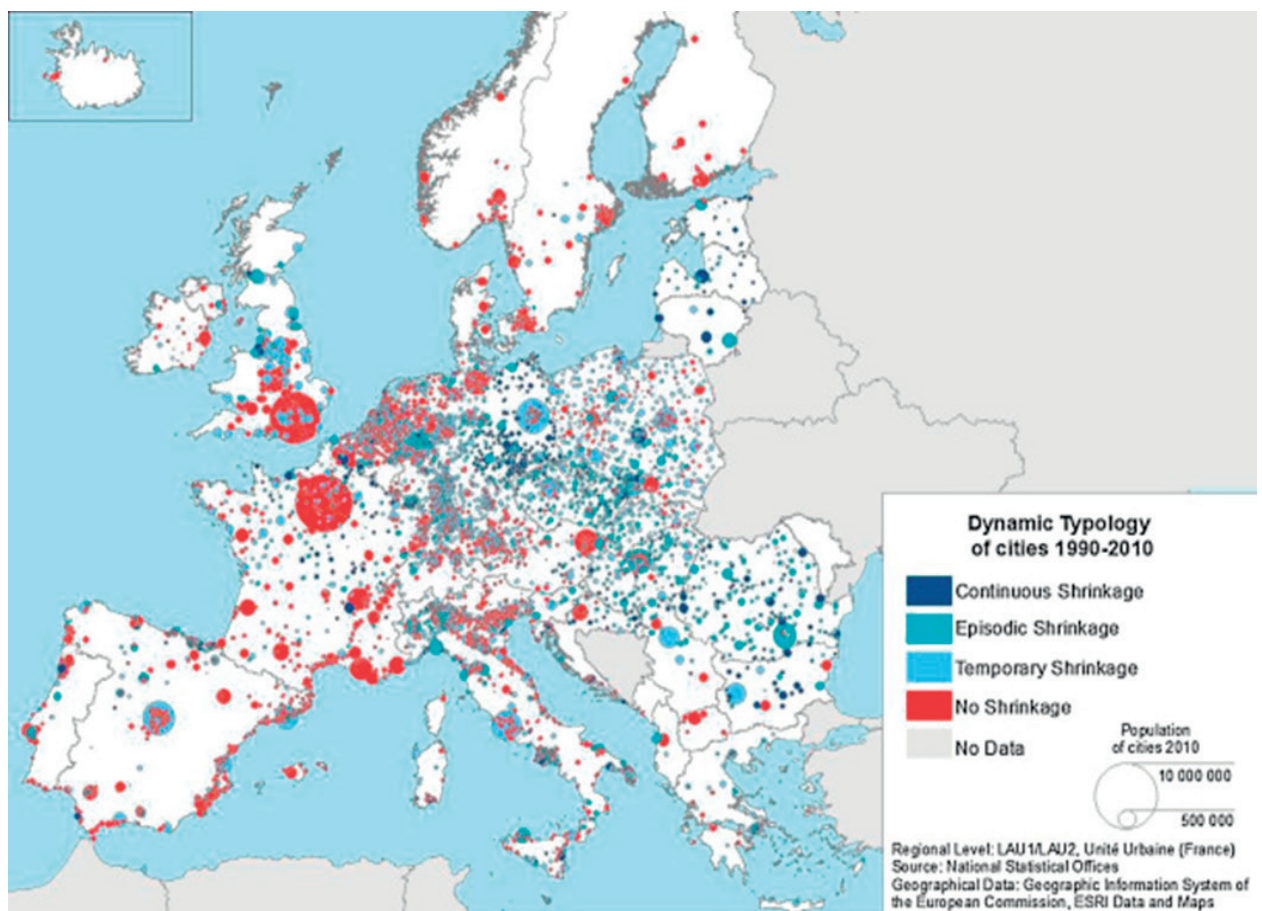 Dynamic Typology
of cities 1990-2010
Continuous Shrinkage
Episodic Shrinkage
Temporary Shrinkage
No Shrinkage
No Data
Population
of cities 2010
10 000 000
500 000
Regional Level: LAU1/LAU2, Unité Urbaine (France)
Source: National Statistical Offices
Geographical Data: Geographic Information System of
the European Commission, ESRI Data and Maps